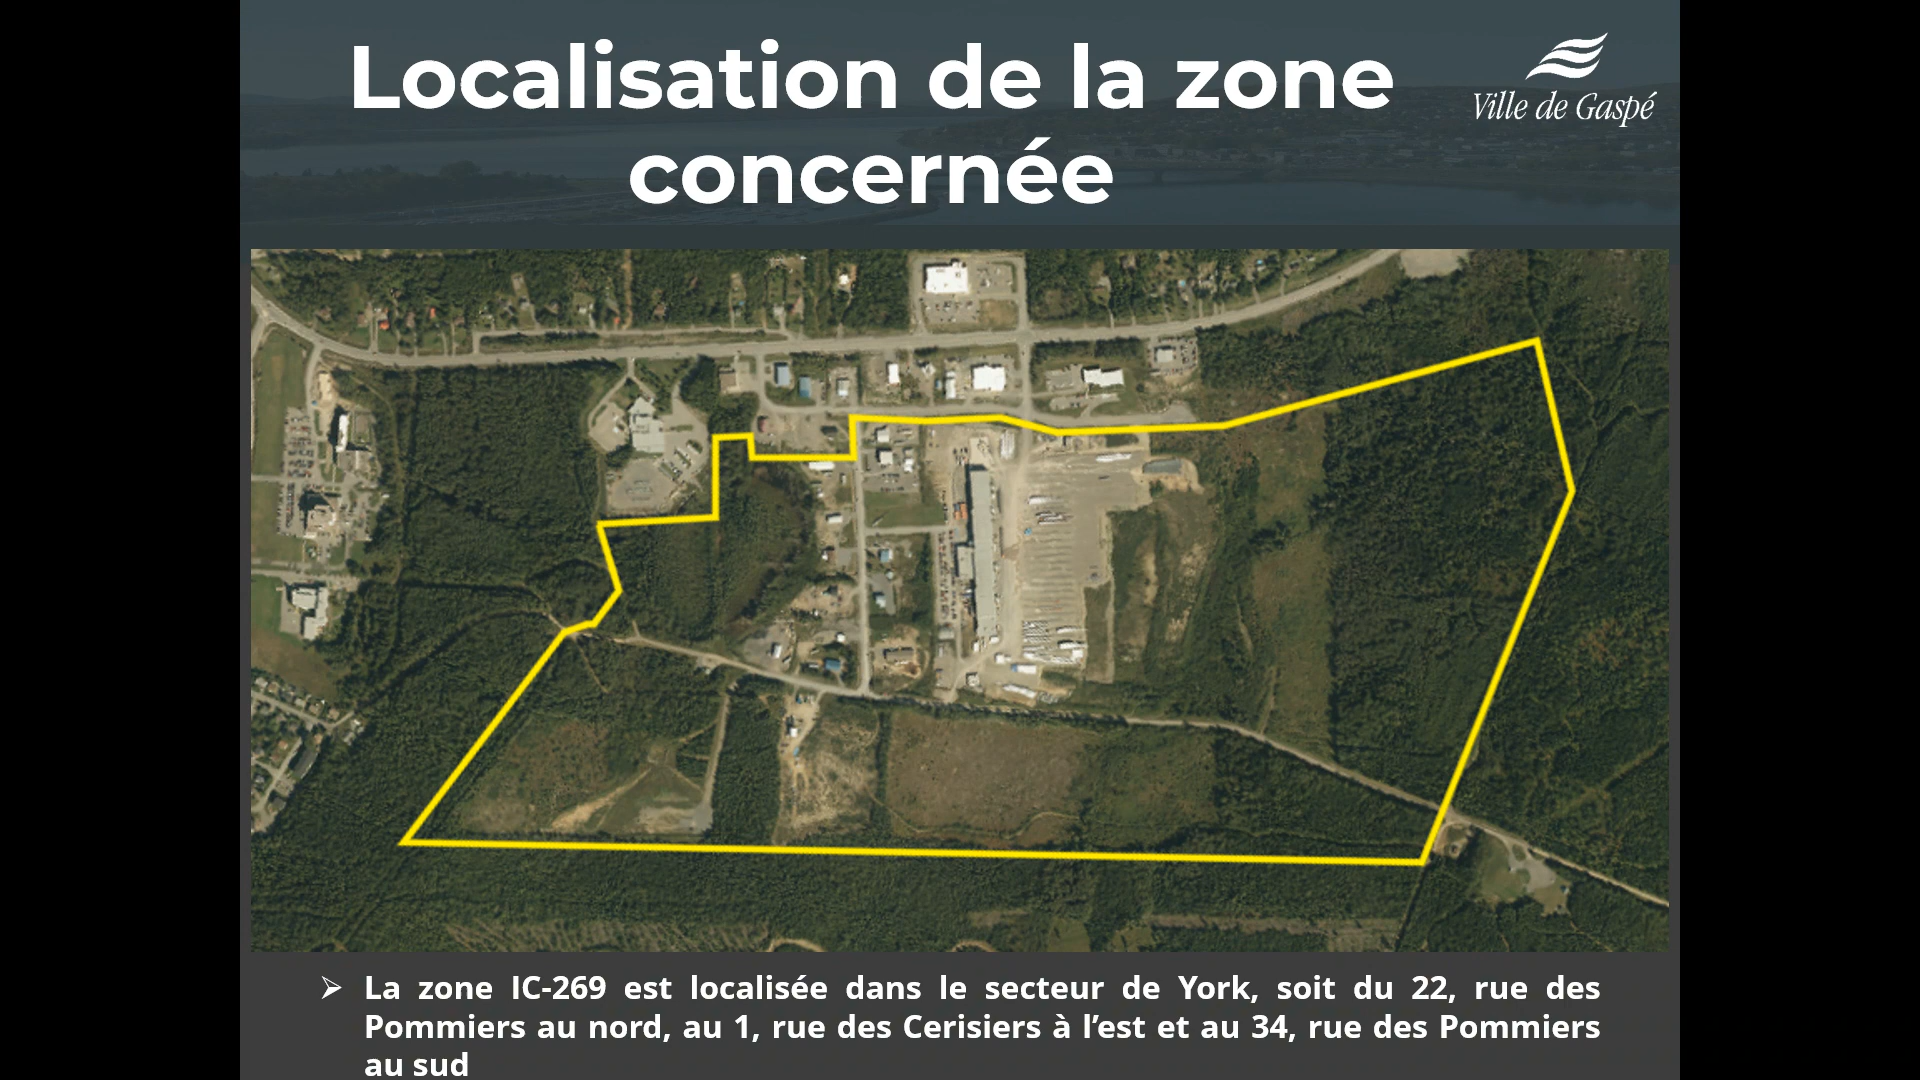 Localisation de la zone
concernée
Ville de Gaspé
➢ La zone IC-269 est localisée dans le secteur de York, soit du 22, rue des
Pommiers au nord, au 1, rue des Cerisiers à l’est et au 34, rue des Pommiers
au sud